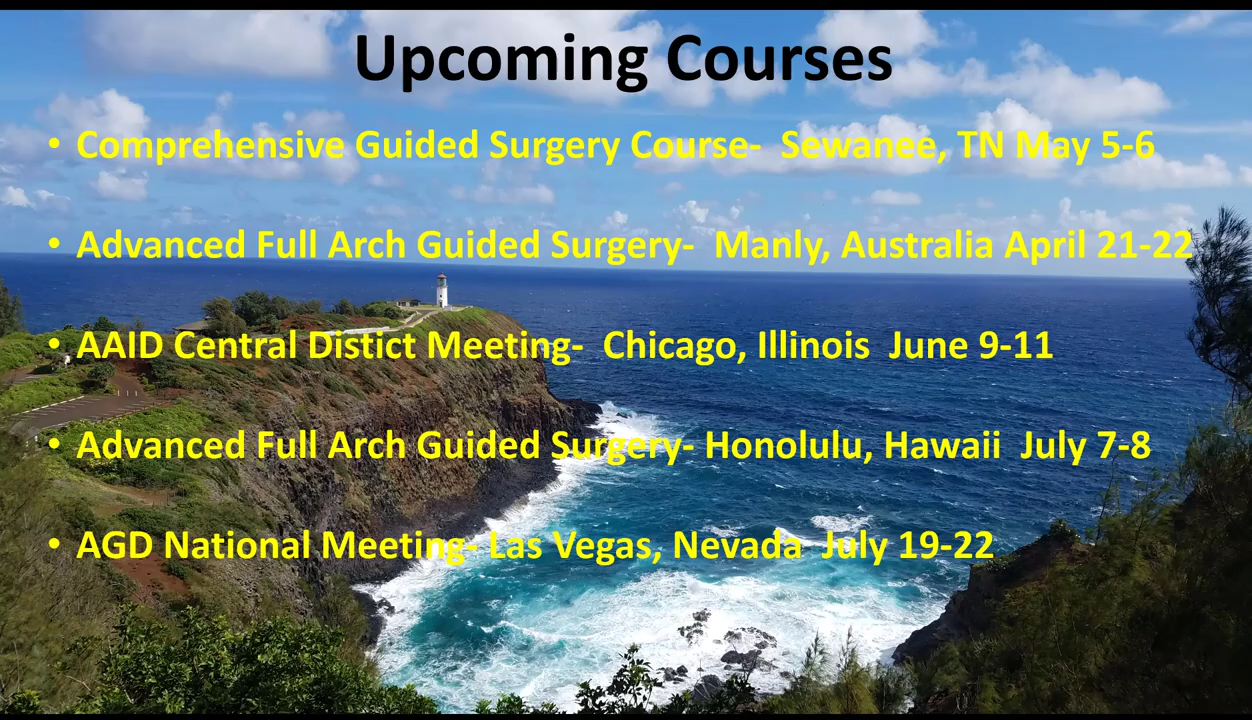 Upcoming Courses
• Comprehensive Guided Surgery Course-  Sewanee, TN May 5-6
• Advanced Full Arch Guided Surgery-  Manly, Australia April 21-22
• AAID Central Distict Meeting-  Chicago, Illinois  June 9-11
• Advanced Full Arch Guided Surgery- Honolulu, Hawaii  July 7-8
• AGD National Meeting- Las Vegas, Nevada  July 19-22